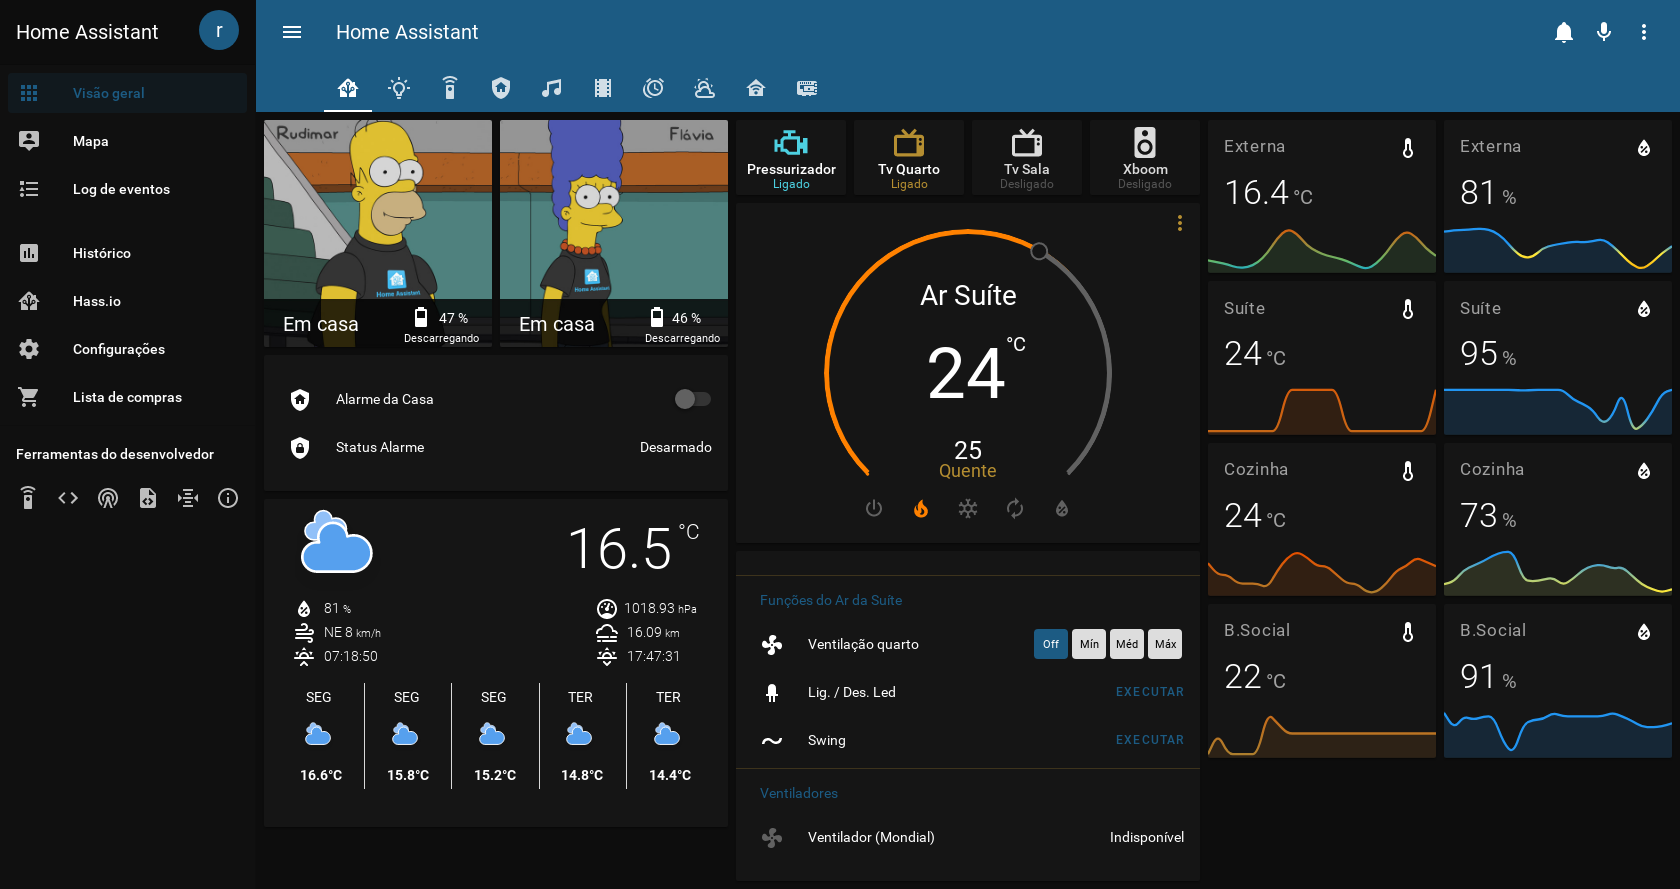 Home Assistant
r
Visão geral
Mapa
Log de eventos
Histórico
Hass.io
Configurações
Lista de compras
Ferramentas do desenvolvedor
Home Assistant
Rudimar
Home Assistant
Em casa
47 %
Descarregando
Flávia
Home Assistant
Em casa
46 %
Descarregando
Alarme da Casa
Status Alarme Desarmado
16.5 °C
81 % 1018.93 hPa
NE 8 km/h 16.09 km
07:18:50 17:47:31
SEG SEG SEG TER TER
16.6°C 15.8°C 15.2°C 14.8°C 14.4°C
Pressurizador
Ligado
Tv Quarto
Ligado
Tv Sala
Desligado
Xboom
Desligado
Ar Suíte
24 °C
25
Quente
Funções do Ar da Suíte
Ventilação quarto Off Mín Méd Máx
Lig. / Des. Led EXECUTAR
Swing EXECUTAR
Ventiladores
Ventilador (Mondial) Indisponível
Externa
16.4 °C
Externa
81 %
Suíte
24 °C
Suíte
95 %
Cozinha
24 °C
Cozinha
73 %
B.Social
22 °C
B.Social
91 %